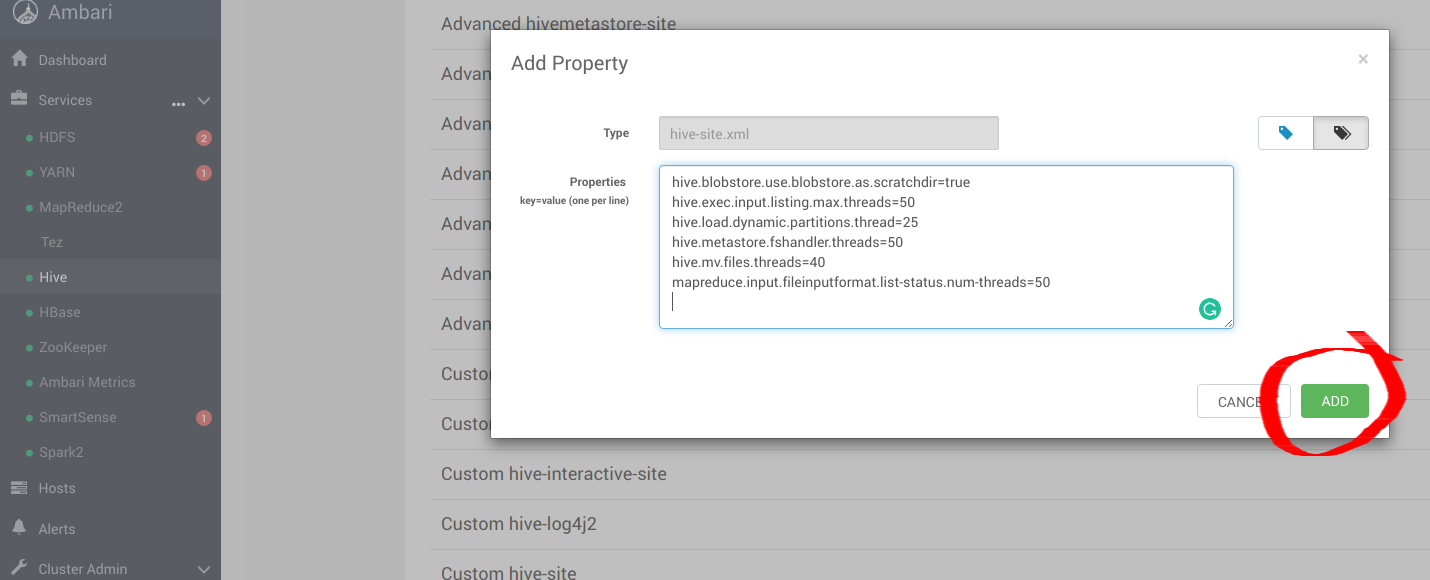 Ambari
Dashboard
Services
HDFS 2
YARN 1
MapReduce2
Tez
Hive
HBase
ZooKeeper
Ambari Metrics
SmartSense 1
Spark2
Hosts
Alerts
Cluster Admin
Advanced hivemetastore-site
Advan
Advan
Advan
Advan
Advan
Advan
Custo
Custo
Custom hive-interactive-site
Custom hive-log4j2
Custom hive-site
Add Property ×
Type hive-site.xml
Properties
key=value (one per line)
hive.blobstore.use.blobstore.as.scratchdir=true
hive.exec.input.listing.max.threads=50
hive.load.dynamic.partitions.thread=25
hive.metastore.fshandler.threads=50
hive.mv.files.threads=40
mapreduce.input.fileinputformat.list-status.num-threads=50
CANCE ADD